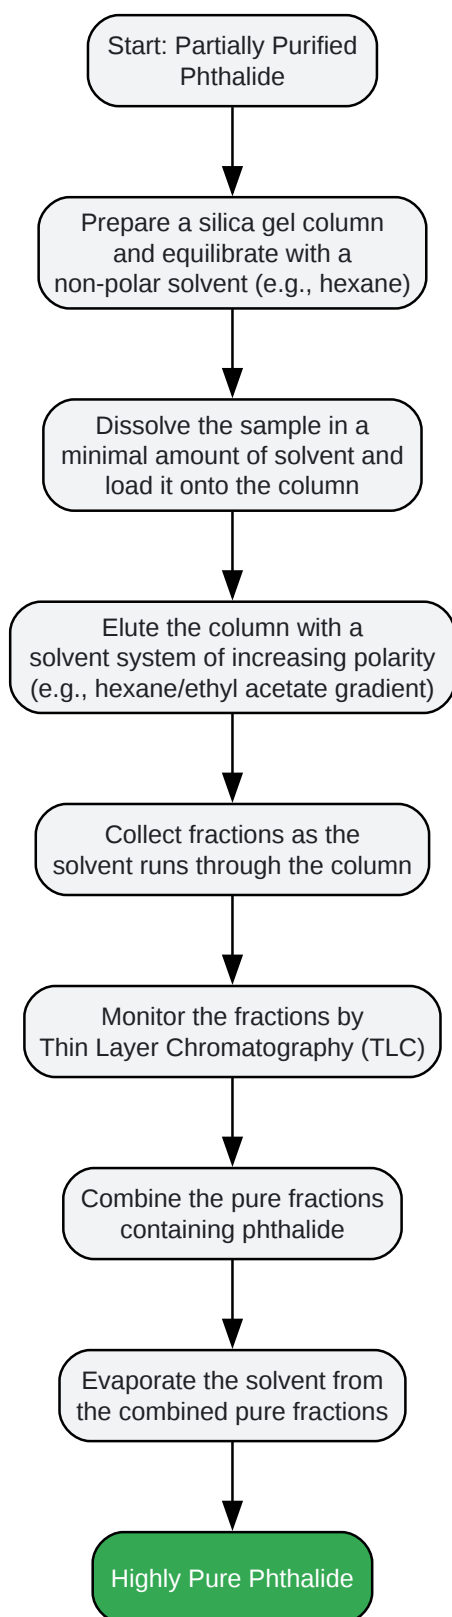 Start: Partially Purified
Phthalide
Prepare a silica gel column
and equilibrate with a
non-polar solvent (e.g., hexane)
Dissolve the sample in a
minimal amount of solvent and
load it onto the column
Elute the column with a
solvent system of increasing polarity
(e.g., hexane/ethyl acetate gradient)
Collect fractions as the
solvent runs through the column
Monitor the fractions by
Thin Layer Chromatography (TLC)
Combine the pure fractions
containing phthalide
Evaporate the solvent from
the combined pure fractions
Highly Pure Phthalide